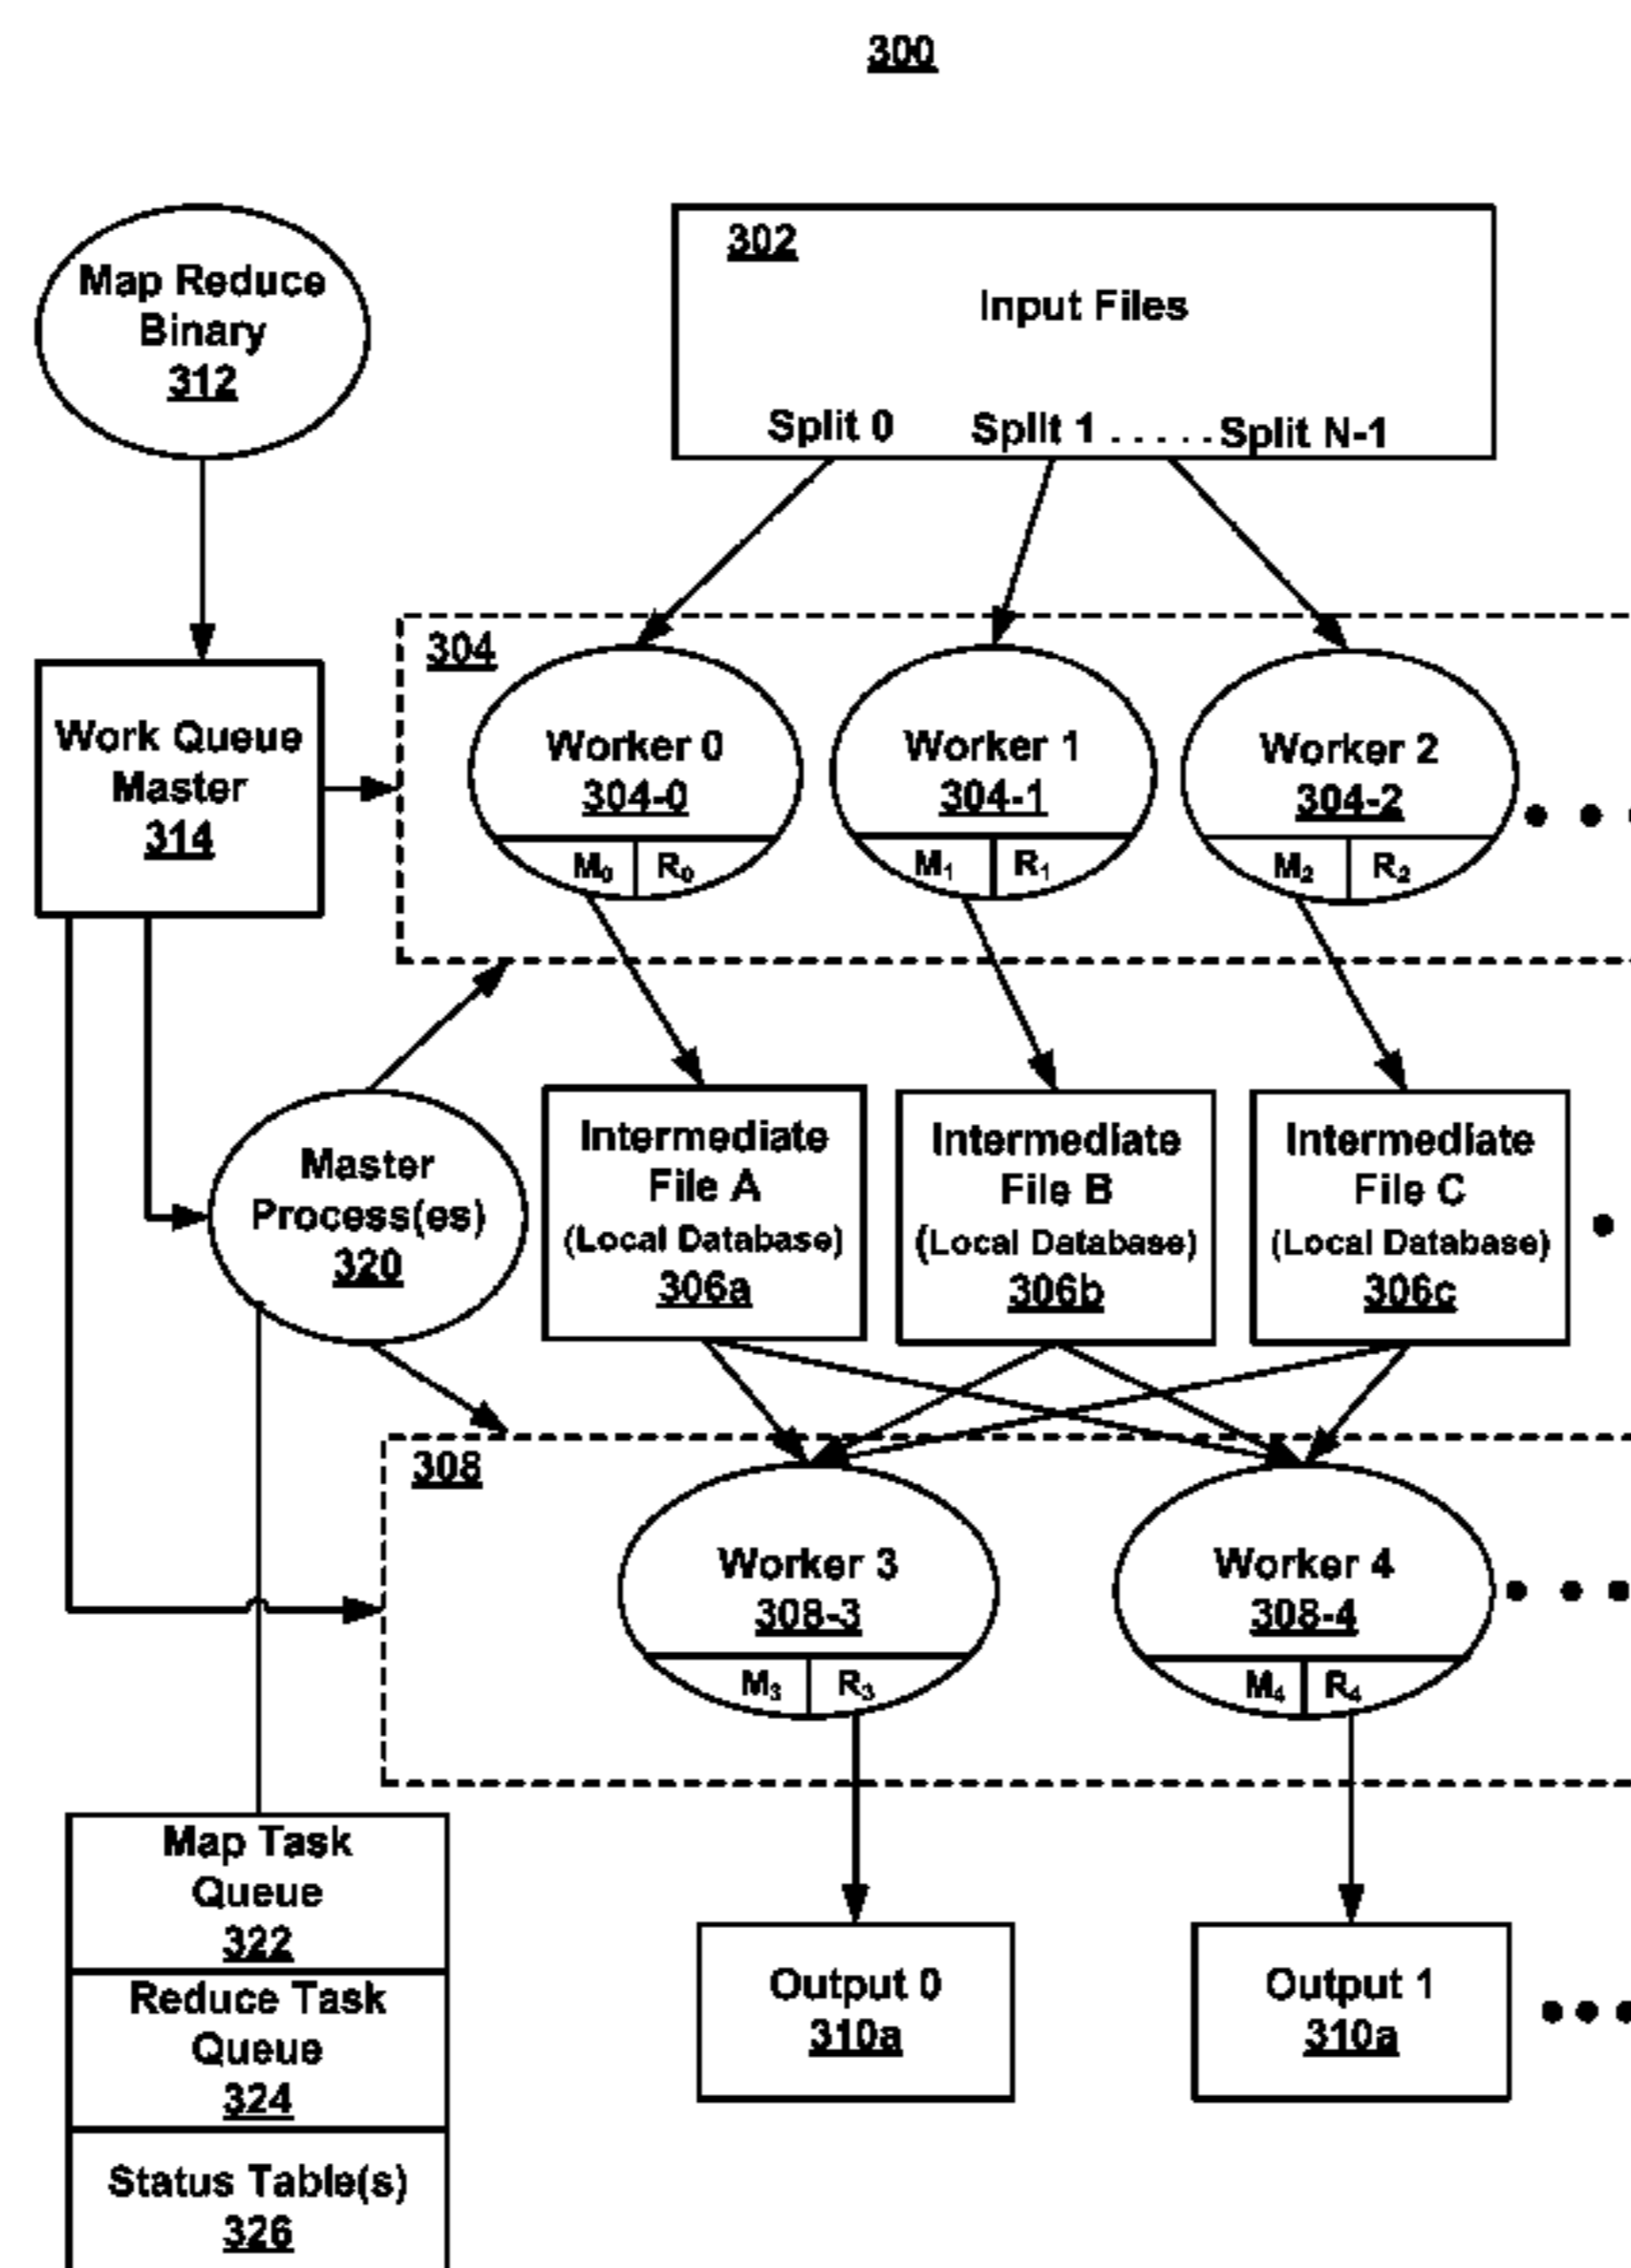 300
Map Reduce
Binary
312
302
Input Files
Split 0 Split 1 . . . . . Split N-1
Work Queue
Master
314
304
Worker 0
304-0
M₀ R₀
Worker 1
304-1
M₁ R₁
Worker 2
304-2
M₂ R₂
Master
Process(es)
320
Intermediate
File A
(Local Database)
306a
Intermediate
File B
(Local Database)
306b
Intermediate
File C
(Local Database)
306c
308
Worker 3
308-3
M₃ R₃
Worker 4
308-4
M₄ R₄
Map Task
Queue
322
Reduce Task
Queue
324
Status Table(s)
326
Output 0
310a
Output 1
310a